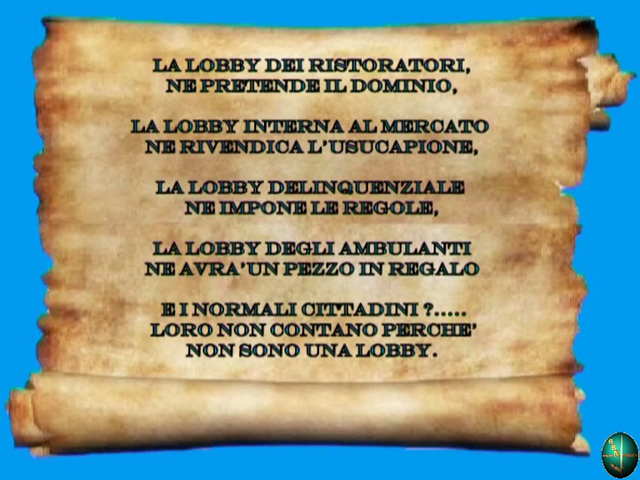 LA LOBBY DEI RISTORATORI,
NE PRETENDE IL DOMINIO,
LA LOBBY INTERNA AL MERCATO
NE RIVENDICA L'USUCAPIONE,
LA LOBBY DELINQUENZIALE
NE IMPONE LE REGOLE,
LA LOBBY DEGLI AMBULANTI
NE AVRA'UN PEZZO IN REGALO
E I NORMALI CITTADINI ?.....
LORO NON CONTANO PERCHE'
NON SONO UNA LOBBY.